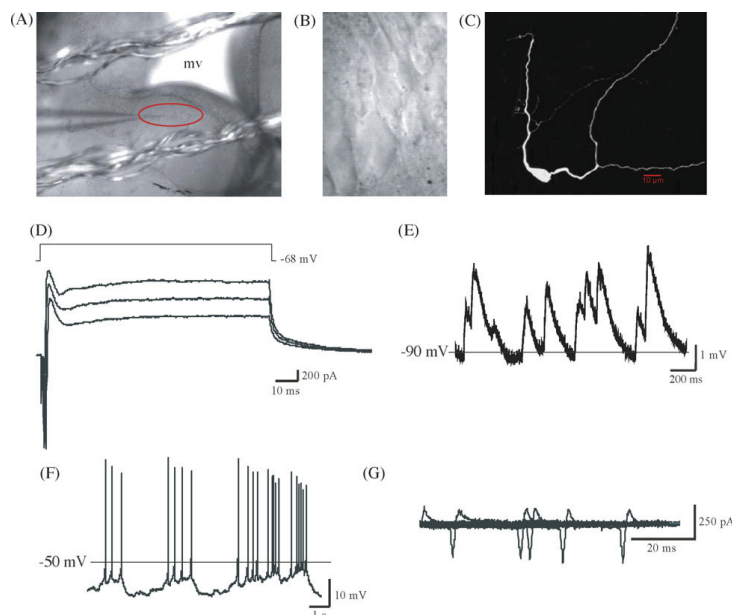 (A)
mv
(B)
(C)
10 µm
(D)
-68 mV
200 pA
10 ms
(E)
-90 mV
1 mV
200 ms
(F)
-50 mV
10 mV
1 s
(G)
250 pA
20 ms